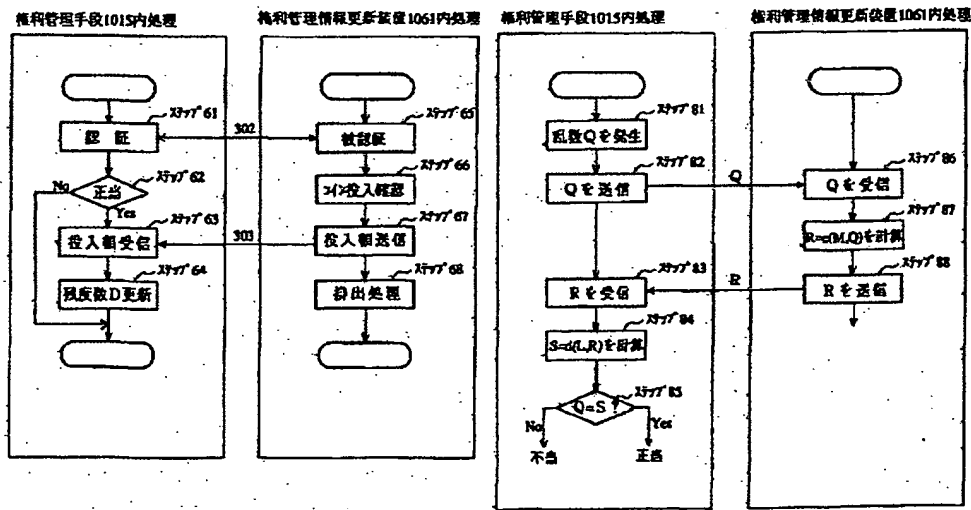 権利管理手段1015内処理
ステップ61
認 証
ステップ62
正当
No
Yes
ステップ63
投入額受信
ステップ64
残度数D更新
権利管理情報更新装置1061内処理
302
ステップ65
被認証
ステップ66
コイン投入確認
ステップ67
303
投入額送信
ステップ68
排出処理
権利管理手段1015内処理
ステップ81
乱数Qを発生
ステップ82
Qを送信
Q
ステップ83
Rを受信
R
ステップ84
S=d(L,R)を計算
ステップ85
Q=S?
No
Yes
不当
正当
権利管理情報更新装置1061内処理
ステップ86
Qを受信
ステップ87
R=e(M,Q)を計算
ステップ88
Rを送信